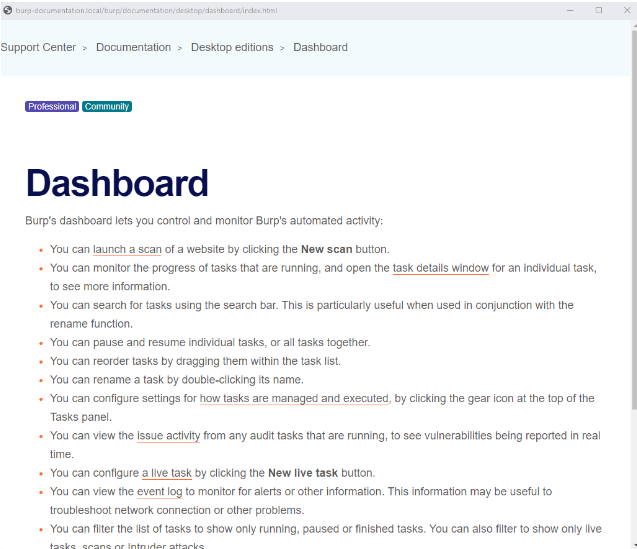 burp-documentation.local/burp/documentation/desktop/dashboard/index.html
Support Center > Documentation > Desktop editions > Dashboard
Professional Community
Dashboard
Burp's dashboard lets you control and monitor Burp's automated activity:
• You can launch a scan of a website by clicking the New scan button.
• You can monitor the progress of tasks that are running, and open the task details window for an individual task,
to see more information.
• You can search for tasks using the search bar. This is particularly useful when used in conjunction with the
rename function.
• You can pause and resume individual tasks, or all tasks together.
• You can reorder tasks by dragging them within the task list.
• You can rename a task by double-clicking its name.
• You can configure settings for how tasks are managed and executed, by clicking the gear icon at the top of the
Tasks panel.
• You can view the issue activity from any audit tasks that are running, to see vulnerabilities being reported in real
time.
• You can configure a live task by clicking the New live task button.
• You can view the event log to monitor for alerts or other information. This information may be useful to
troubleshoot network connection or other problems.
• You can filter the list of tasks to show only running, paused or finished tasks. You can also filter to show only live
tasks, scans or Intruder attacks.